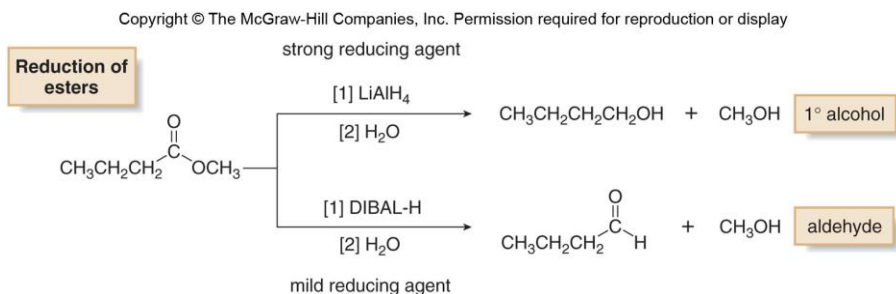 Copyright © The McGraw-Hill Companies, Inc. Permission required for reproduction or display
strong reducing agent
Reduction of
esters
[1] LiAlH₄
[2] H₂O
CH₃CH₂CH₂CH₂OH + CH₃OH 1° alcohol
O
C
CH₃CH₂CH₂ OCH₃
[1] DIBAL-H
[2] H₂O
O
C
CH₃CH₂CH₂ H + CH₃OH aldehyde
mild reducing agent